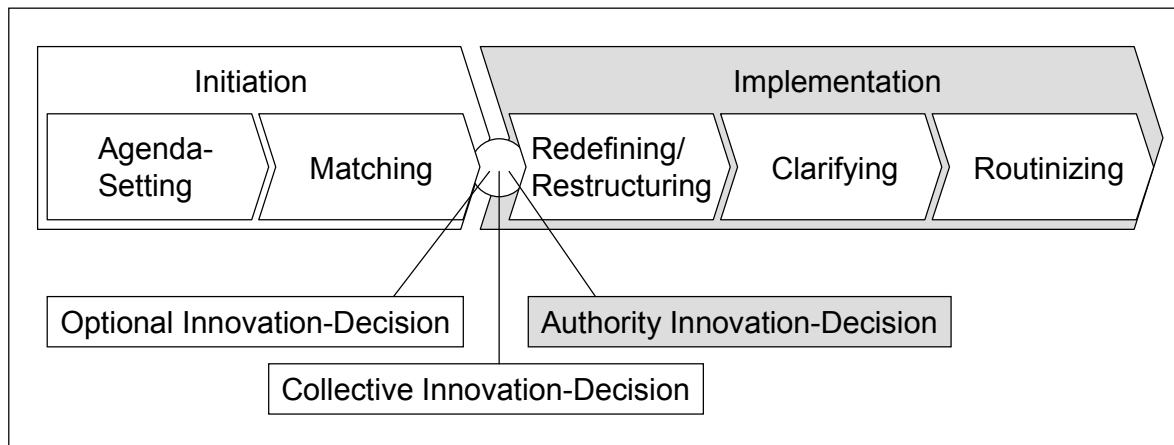 Initiation
Implementation
Agenda-
Setting
Matching
Redefining/
Restructuring
Clarifying
Routinizing
Optional Innovation-Decision
Authority Innovation-Decision
Collective Innovation-Decision